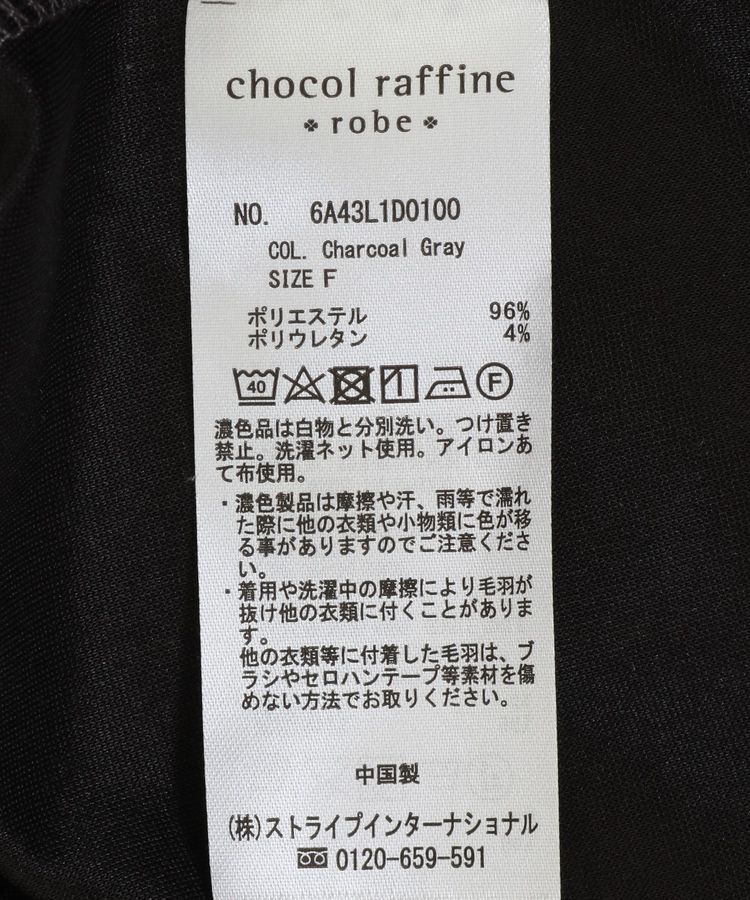 chocol raffine
robe
NO. 6A43L1D0100
COL. Charcoal Gray
SIZE F
ポリエステル 96%
ポリウレタン 4%
40 F
濃色品は白物と分別洗い。つけ置き
禁止。洗濯ネット使用。アイロンあ
て布使用。
・濃色製品は摩擦や汗、雨等で濡れ
た際に他の衣類や小物類に色が移
る事がありますのでご注意くださ
い。
・着用や洗濯中の摩擦により毛羽が
抜け他の衣類に付くことがありま
す。
他の衣類等に付着した毛羽は、ブ
ラシやセロハンテープ等素材を傷
めない方法でお取りください。
中国製
(株)ストライプインターナショナル
0120-659-591